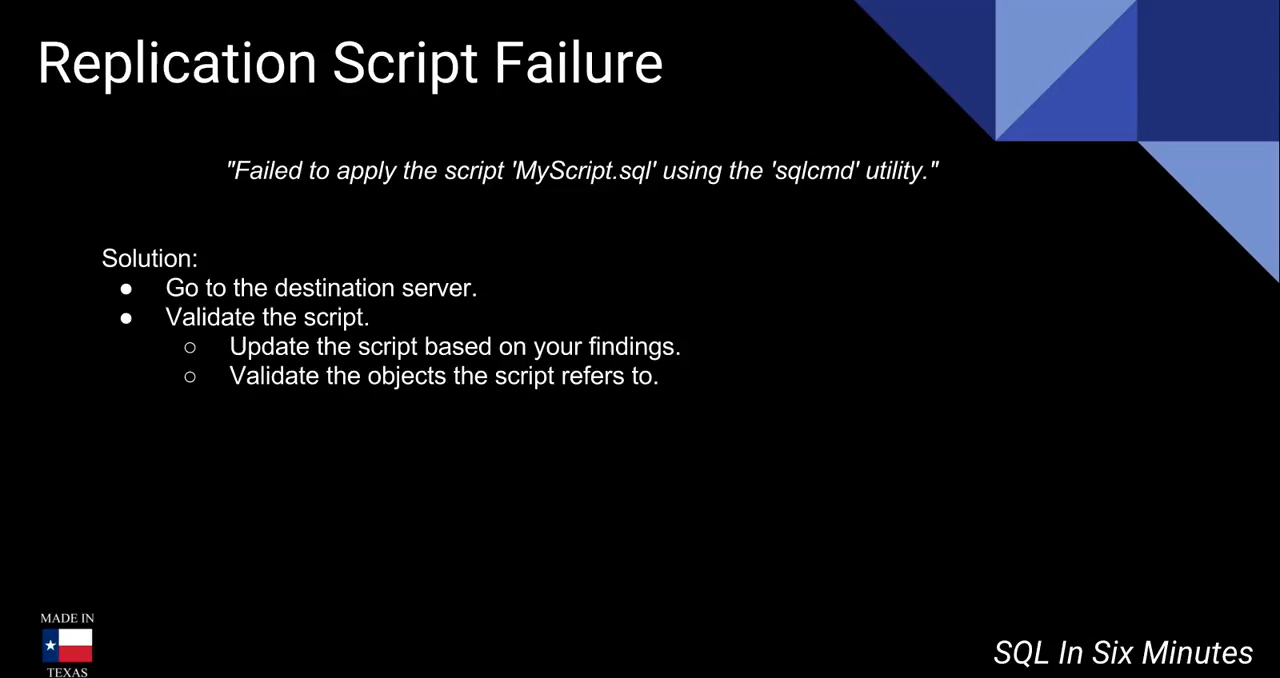 Replication Script Failure
"Failed to apply the script 'MyScript.sql' using the 'sqlcmd' utility."
Solution:
● Go to the destination server.
● Validate the script.
○ Update the script based on your findings.
○ Validate the objects the script refers to.
MADE IN
TEXAS
SQL In Six Minutes